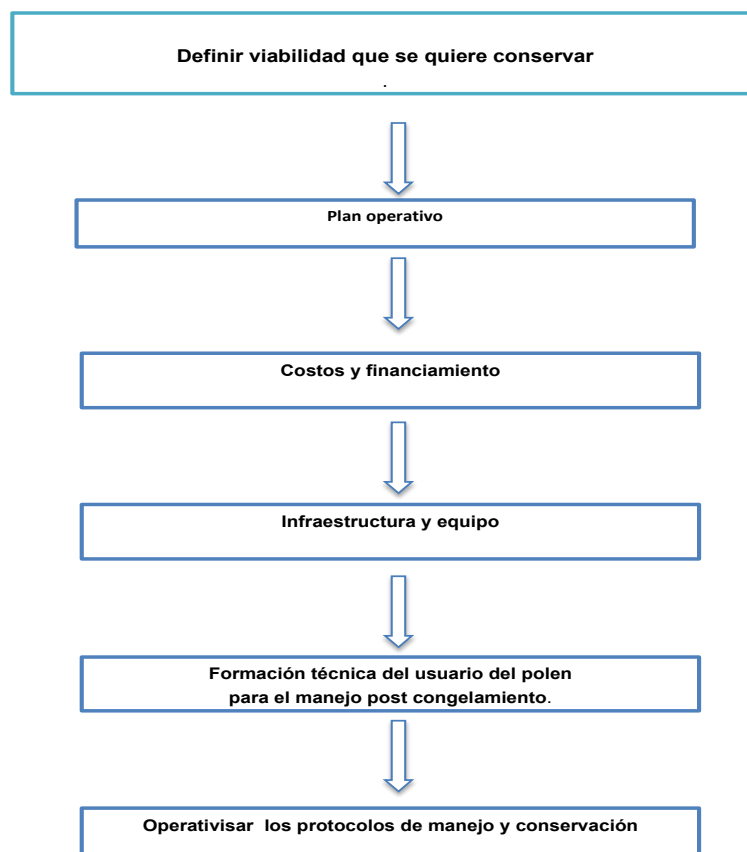 Definir viabilidad que se quiere conservar
.
Plan operativo
Costos y financiamiento
Infraestructura y equipo
Formación técnica del usuario del polen
para el manejo post congelamiento.
Operativisar los protocolos de manejo y conservación